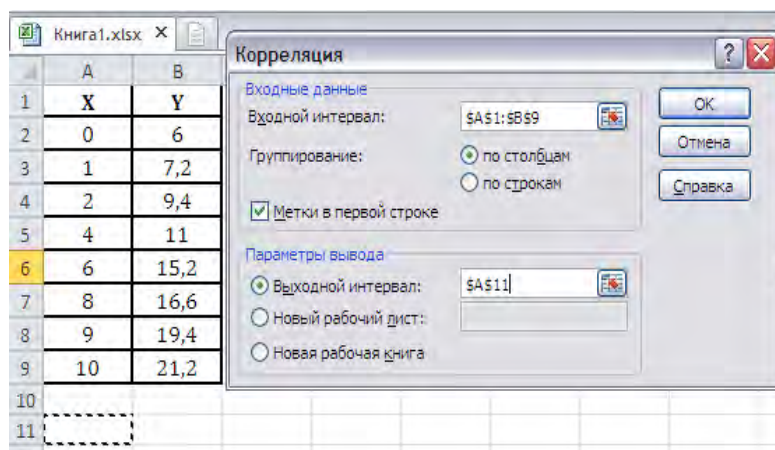 Книга1.xlsx
A B
1 X Y
2 0 6
3 1 7,2
4 2 9,4
5 4 11
6 6 15,2
7 8 16,6
8 9 19,4
9 10 21,2
10
11
Корреляция
Входные данные
Входной интервал: $A$1:$B$9
Группирование: по столбцам
по строкам
Метки в первой строке
Параметры вывода
Выходной интервал: $A$11
Новый рабочий лист:
Новая рабочая книга
?
ОК
Отмена
Справка